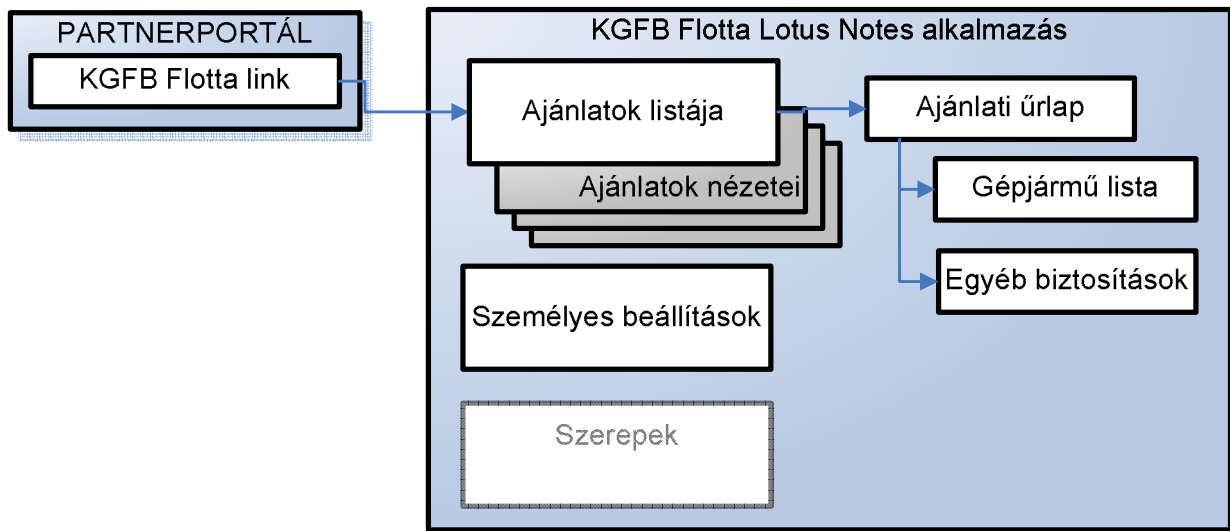 PARTNERPORTÁL
KGFB Flotta link
KGFB Flotta Lotus Notes alkalmazás
Ajánlatok listája
Ajánlatok nézetei
Ajánlati űrlap
Gépjármű lista
Egyéb biztosítások
Személyes beállítások
Szerepek